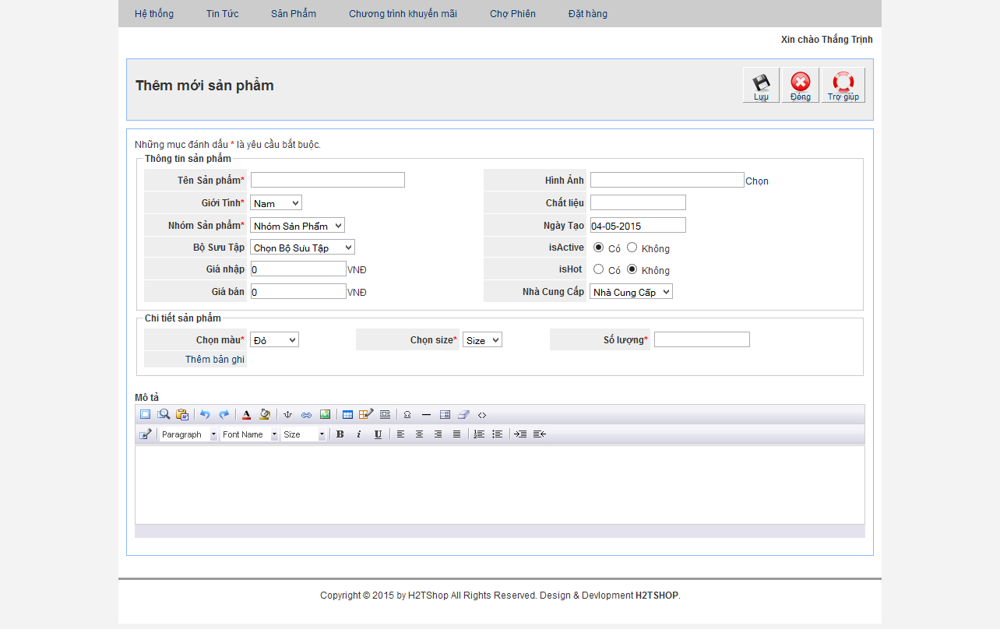 Hệ thống Tin Tức Sản Phẩm Chương trình khuyến mãi Chợ Phiên Đặt hàng
Xin chào Thắng Trịnh
Thêm mới sản phẩm
Lưu Đóng Trợ giúp
Những mục đánh dấu * là yêu cầu bắt buộc.
Thông tin sản phẩm
Tên Sản phẩm* Hình Ảnh Chọn
Giới Tính* Nam Chất liệu
Nhóm Sản phẩm* Nhóm Sản Phẩm Ngày Tạo 04-05-2015
Bộ Sưu Tập Chọn Bộ Sưu Tập isActive Có Không
Giá nhập 0 VNĐ isHot Có Không
Giá bán 0 VNĐ Nhà Cung Cấp Nhà Cung Cấp
Chi tiết sản phẩm
Chọn màu* Đỏ Chọn size* Size Số lượng*
Thêm bản ghi
Mô tả
Paragraph Font Name Size B i U
Copyright © 2015 by H2TShop All Rights Reserved. Design & Devlopment H2TSHOP.